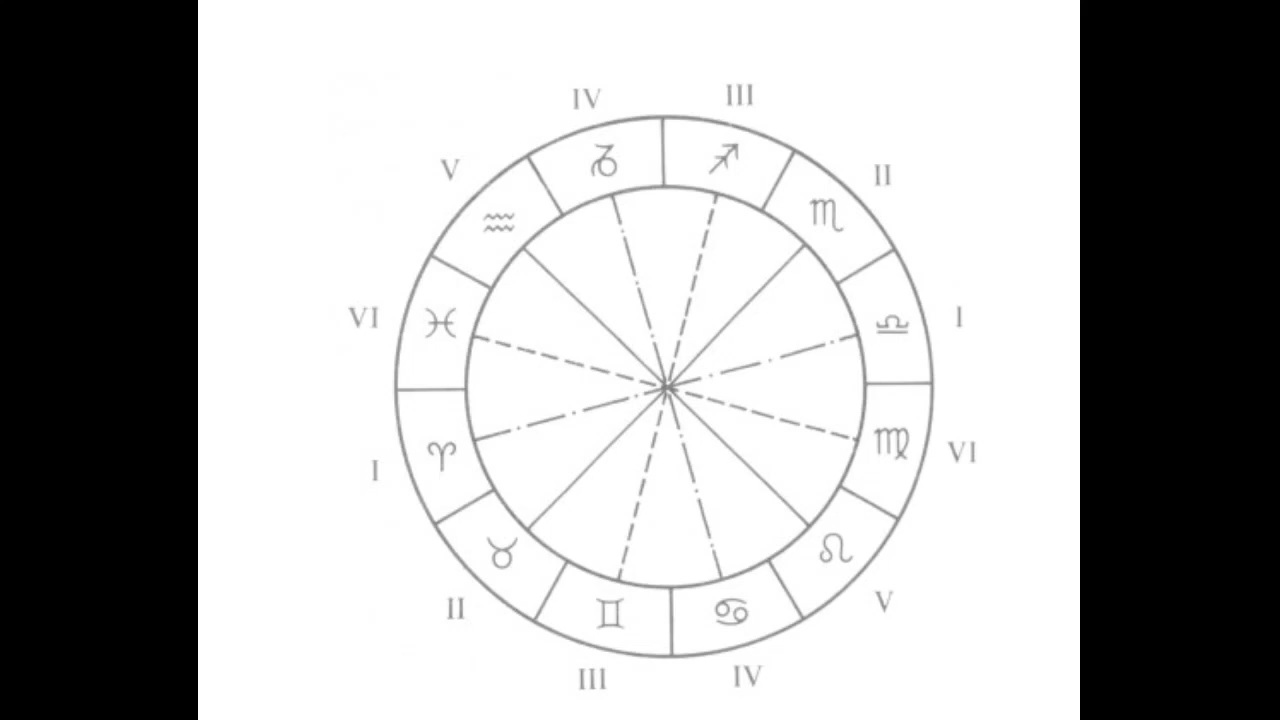 IV
III
V
II
♑
♐
♒
♏
VI
♓
♎
I
I
♈
♍
VI
♉
♌
II
V
♊
♋
III
IV